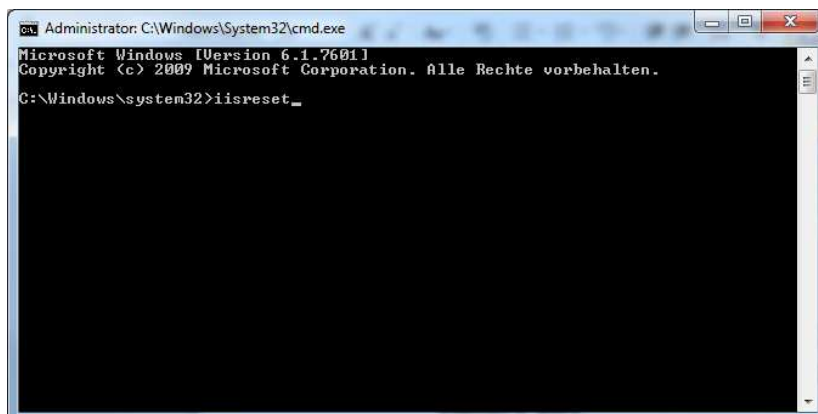 Administrator: C:\Windows\System32\cmd.exe
Microsoft Windows [Version 6.1.7601]
Copyright (c) 2009 Microsoft Corporation. Alle Rechte vorbehalten.
C:\Windows\system32>iisreset_